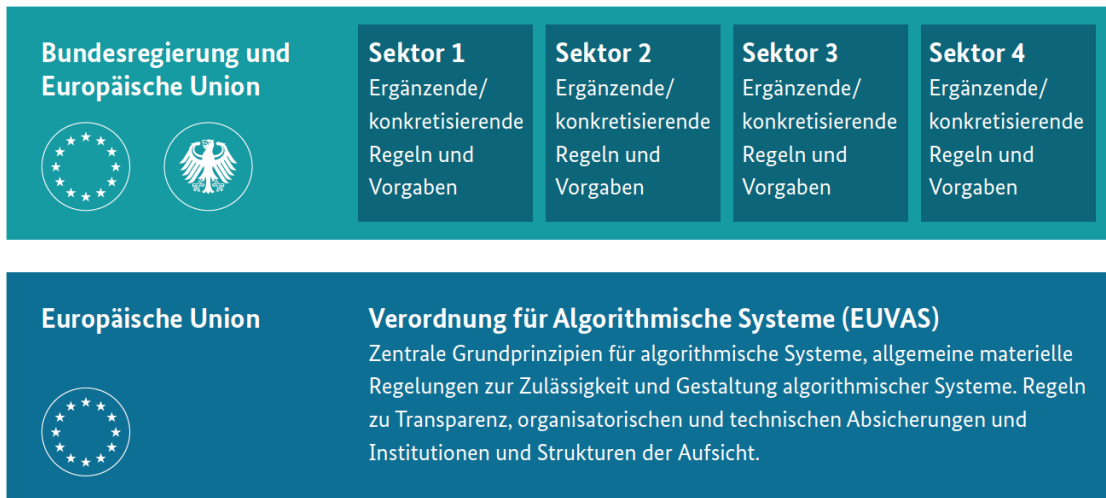 Bundesregierung und
Europäische Union
Sektor 1
Ergänzende/
konkretisierende
Regeln und
Vorgaben
Sektor 2
Ergänzende/
konkretisierende
Regeln und
Vorgaben
Sektor 3
Ergänzende/
konkretisierende
Regeln und
Vorgaben
Sektor 4
Ergänzende/
konkretisierende
Regeln und
Vorgaben
Europäische Union
Verordnung für Algorithmische Systeme (EUVAS)
Zentrale Grundprinzipien für algorithmische Systeme, allgemeine materielle
Regelungen zur Zulässigkeit und Gestaltung algorithmischer Systeme. Regeln
zu Transparenz, organisatorischen und technischen Absicherungen und
Institutionen und Strukturen der Aufsicht.